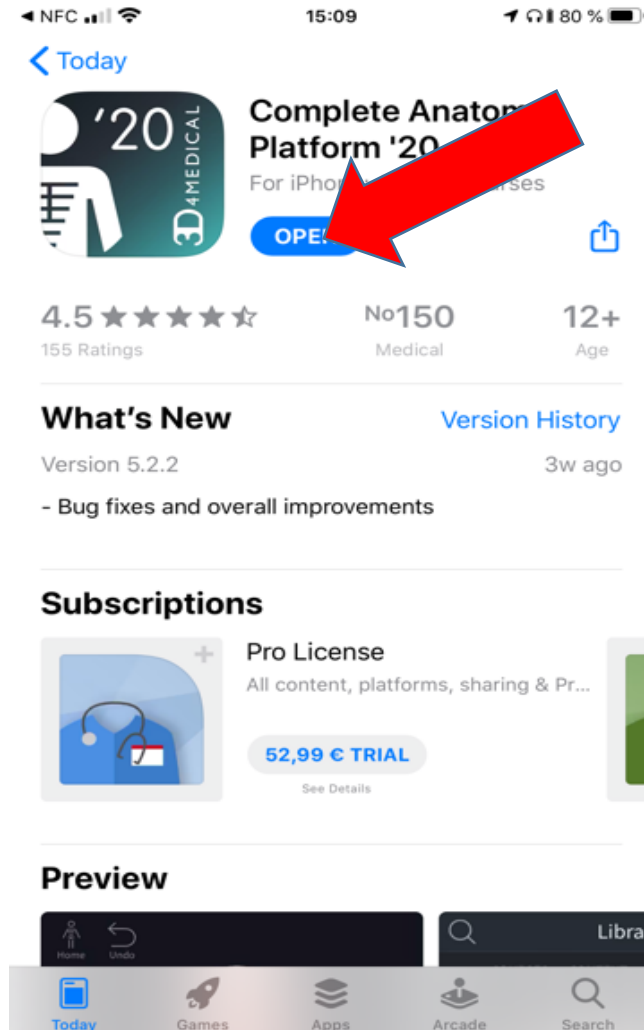 NFC
15:09
80 %
Today
'20
3D4MEDICAL
Complete Anatom
Platform '20
For iPho rses
OPE
4.5
No150
12+
155 Ratings
Medical
Age
What's New
Version History
Version 5.2.2
3w ago
- Bug fixes and overall improvements
Subscriptions
Pro License
All content, platforms, sharing & Pr...
52,99 € TRIAL
See Details
Preview
Home
Undo
Libra
Today
Games
Apps
Arcade
Search